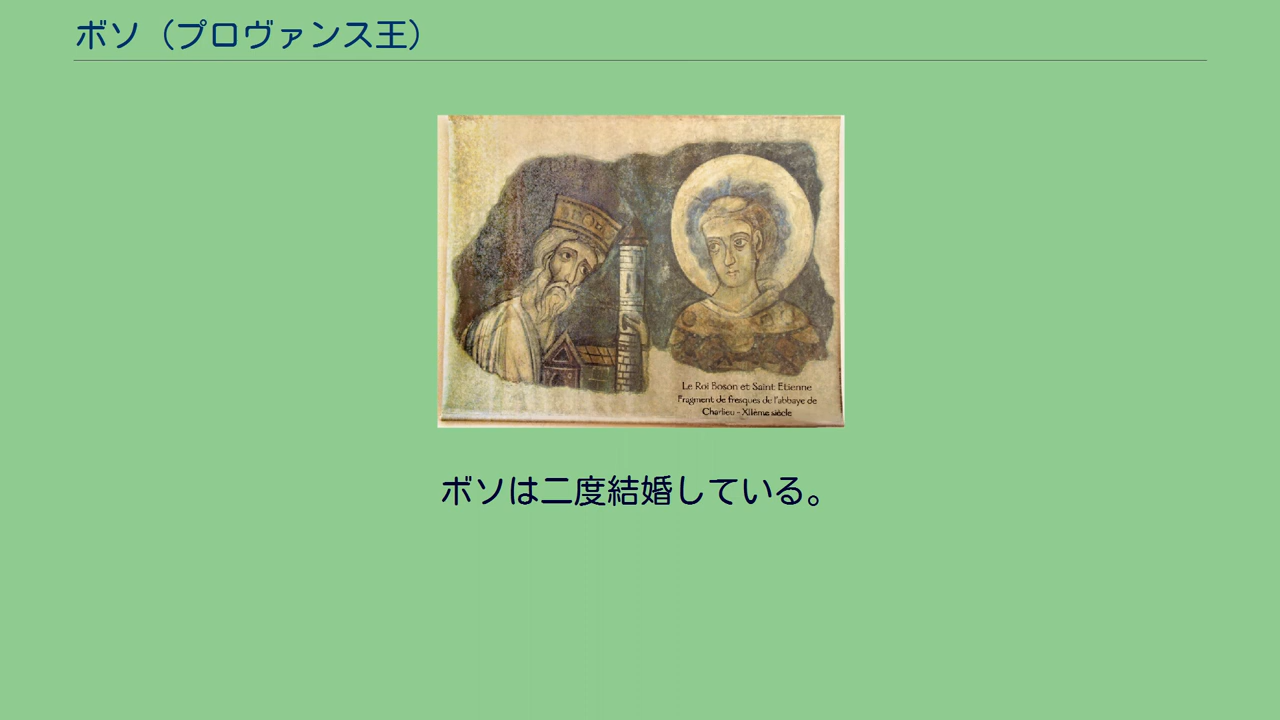 ボソ（プロヴァンス王）
Le Roi Boson et Saint Etienne
Fragment de fresques de l'abbaye de
Charlieu - XIIème siècle
ボソは二度結婚している。